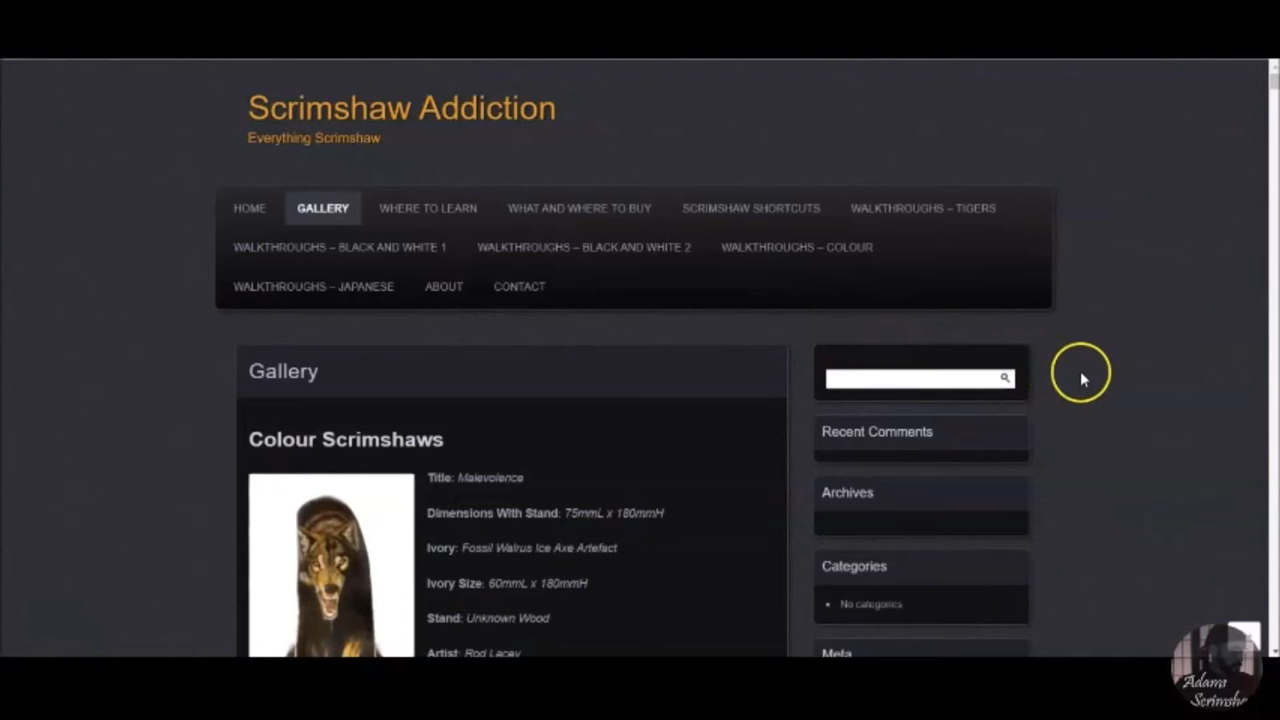 Scrimshaw Addiction
Everything Scrimshaw
HOME GALLERY WHERE TO LEARN WHAT AND WHERE TO BUY SCRIMSHAW SHORTCUTS WALKTHROUGHS – TIGERS
WALKTHROUGHS – BLACK AND WHITE 1 WALKTHROUGHS – BLACK AND WHITE 2 WALKTHROUGHS – COLOUR
WALKTHROUGHS – JAPANESE ABOUT CONTACT
Gallery
Colour Scrimshaws
Title: Malevolence
Dimensions With Stand: 75mmL x 180mmH
Ivory: Fossil Walrus Ice Axe Artefact
Ivory Size: 60mmL x 180mmH
Stand: Unknown Wood
Artist: Rod Lacey
Recent Comments
Archives
Categories
No categories
Meta
Adams
Scrimsha